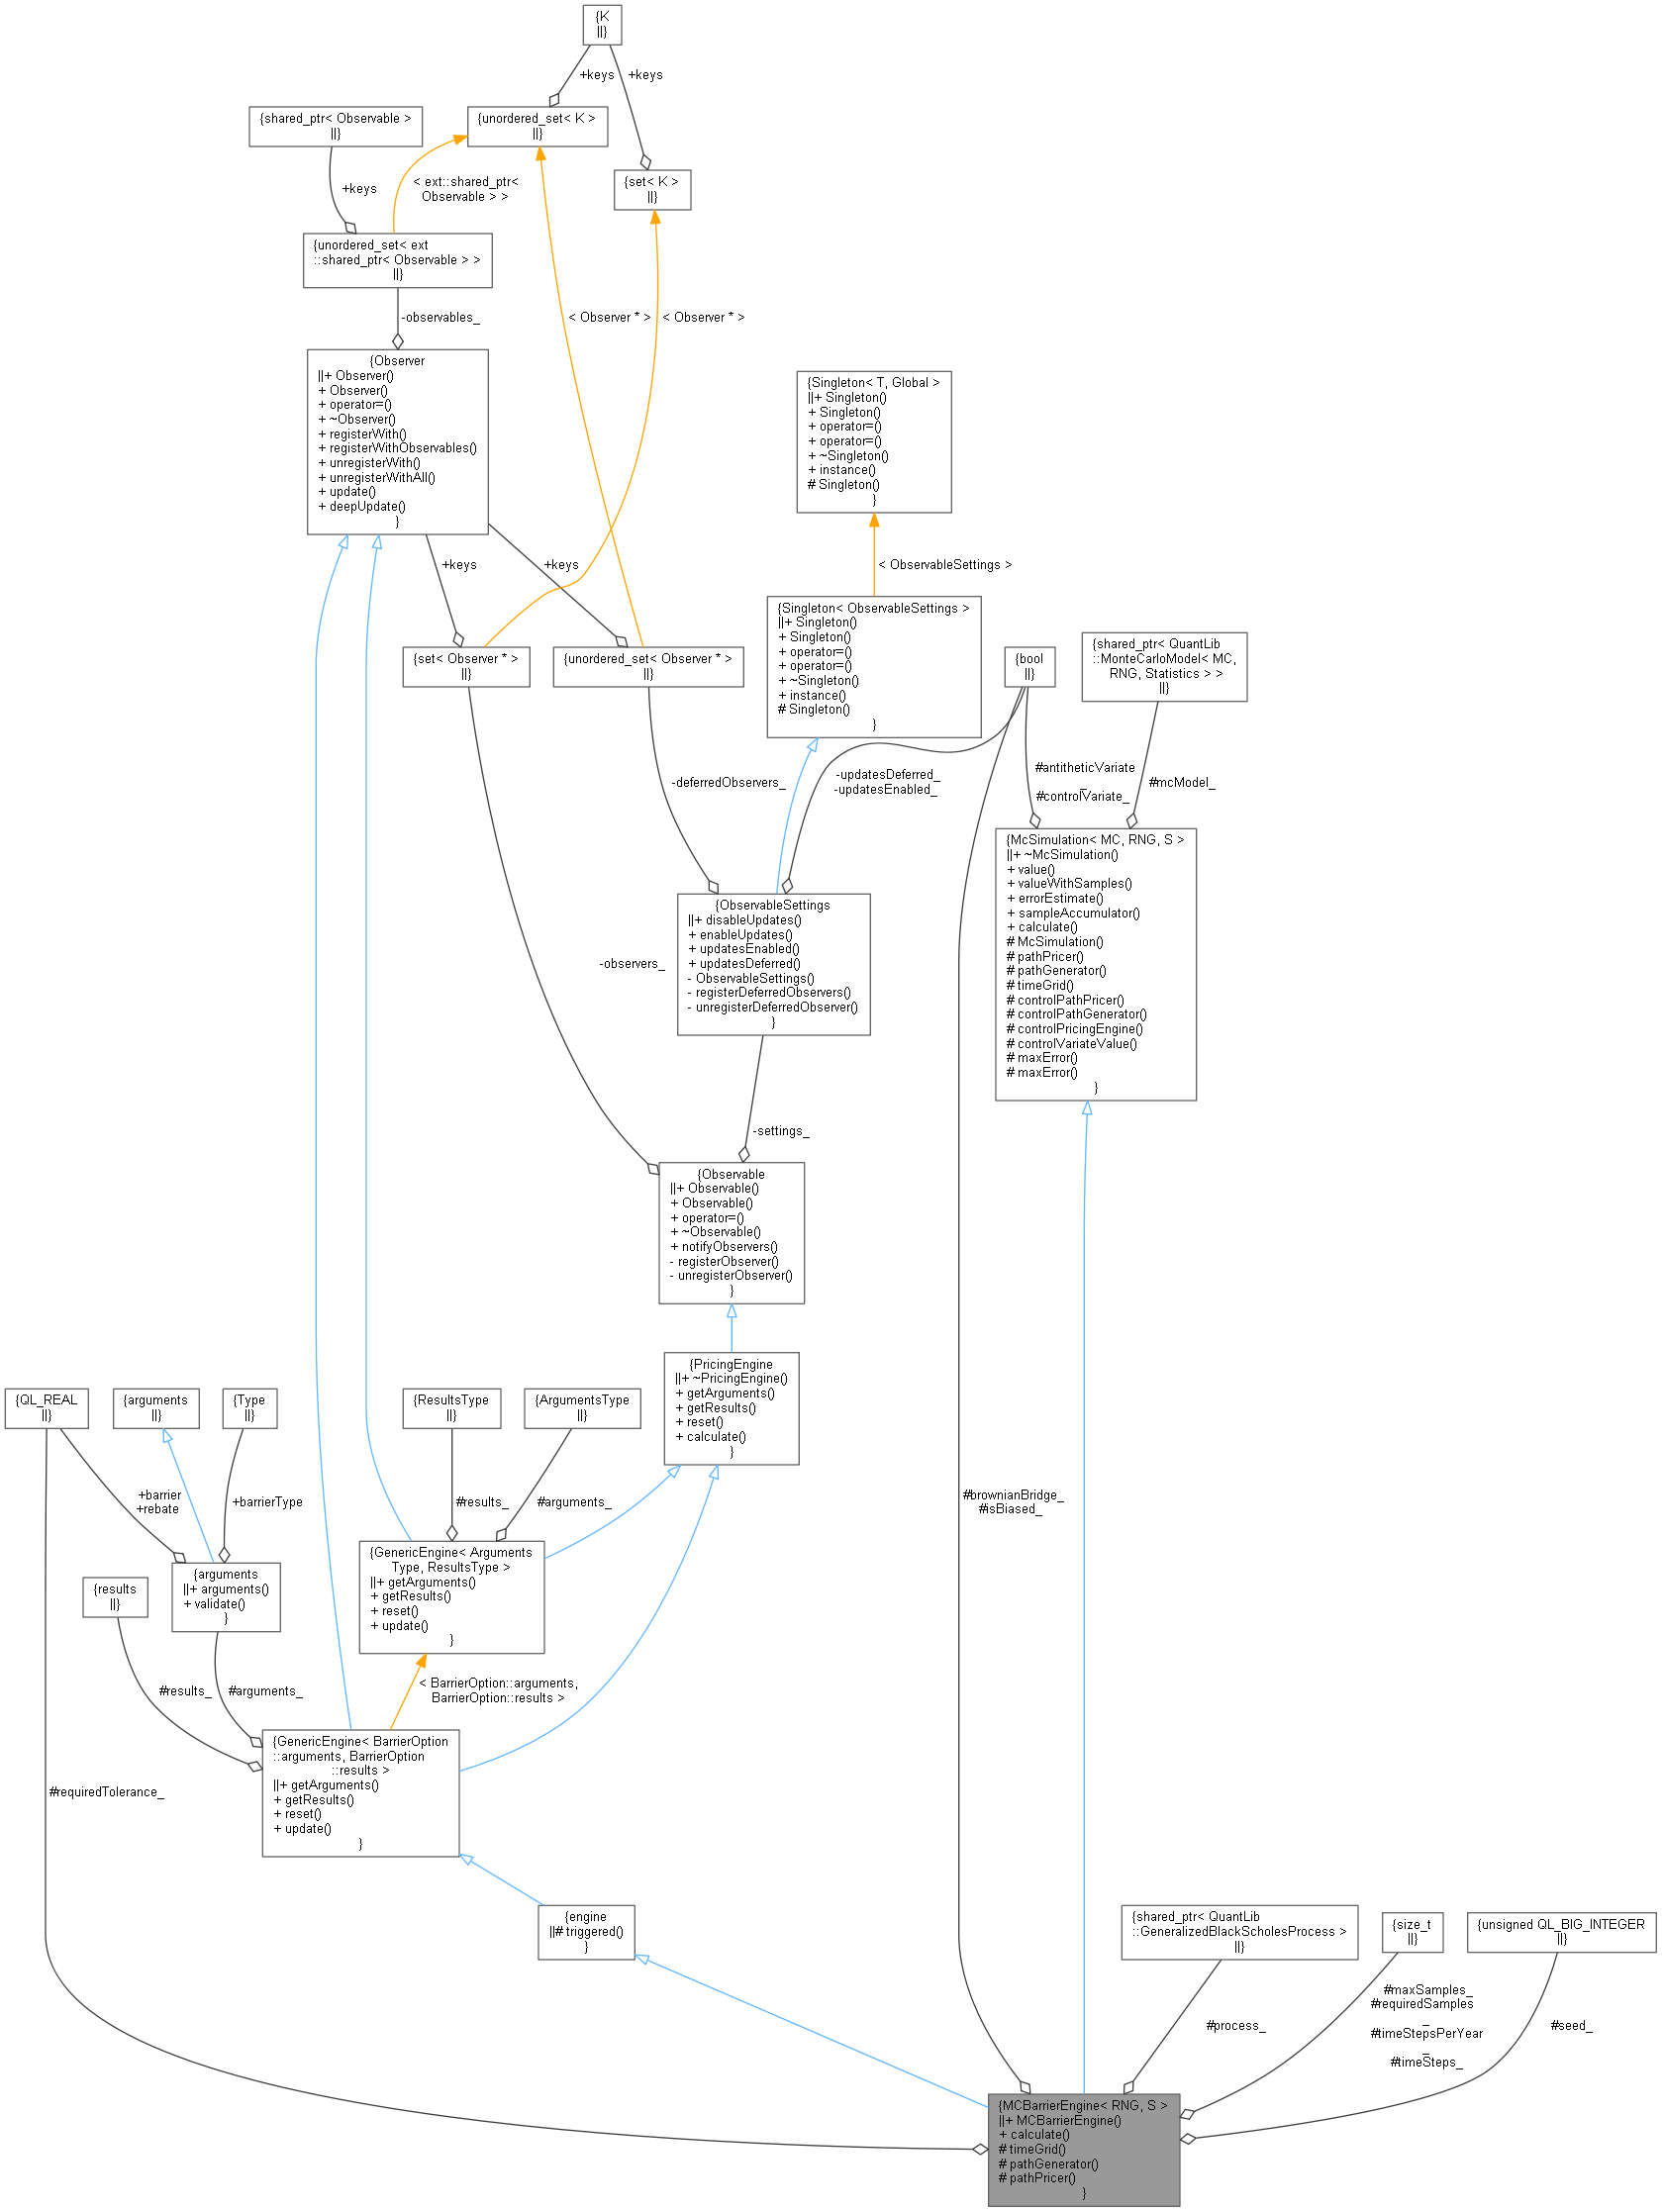 {K
||}
+keys
+keys
{shared_ptr< Observable >
||}
{unordered_set< K >
||}
+keys
< ext::shared_ptr<
Observable > >
{set< K >
||}
{unordered_set< ext
::shared_ptr< Observable > >
||}
-observables_
< Observer * >
< Observer * >
{Observer
||+ Observer()
+ Observer()
+ operator=()
+ ~Observer()
+ registerWith()
+ registerWithObservables()
+ unregisterWith()
+ unregisterWithAll()
+ update()
+ deepUpdate()
}
{Singleton< T, Global >
||+ Singleton()
+ Singleton()
+ operator=()
+ operator=()
+ ~Singleton()
+ instance()
# Singleton()
}
+keys
+keys
< ObservableSettings >
{set< Observer * >
||}
{unordered_set< Observer * >
||}
{Singleton< ObservableSettings >
||+ Singleton()
+ Singleton()
+ operator=()
+ operator=()
+ ~Singleton()
+ instance()
# Singleton()
}
{bool
||}
{shared_ptr< QuantLib
::MonteCarloModel< MC,
RNG, Statistics > >
||}
-deferredObservers_
-updatesDeferred_
-updatesEnabled_
#antitheticVariate
_
#controlVariate_
#mcModel_
{McSimulation< MC, RNG, S >
||+ ~McSimulation()
+ value()
+ valueWithSamples()
+ errorEstimate()
+ sampleAccumulator()
+ calculate()
# McSimulation()
# pathPricer()
# pathGenerator()
# timeGrid()
# controlPathPricer()
# controlPathGenerator()
# controlPricingEngine()
# controlVariateValue()
# maxError()
# maxError()
}
-observers_
{ObservableSettings
||+ disableUpdates()
+ enableUpdates()
+ updatesEnabled()
+ updatesDeferred()
- ObservableSettings()
- registerDeferredObservers()
- unregisterDeferredObserver()
}
-settings_
{Observable
||+ Observable()
+ Observable()
+ operator=()
+ ~Observable()
+ notifyObservers()
- registerObserver()
- unregisterObserver()
}
{PricingEngine
||+ ~PricingEngine()
+ getArguments()
+ getResults()
+ reset()
+ calculate()
}
{QL_REAL
||}
{arguments
||}
{Type
||}
{ResultsType
||}
{ArgumentsType
||}
+barrier
+rebate
+barrierType
#results_
#arguments_
#brownianBridge_
#isBiased_
{results
||}
{arguments
||+ arguments()
+ validate()
}
{GenericEngine< Arguments
Type, ResultsType >
||+ getArguments()
+ getResults()
+ reset()
+ update()
}
#results_
#arguments_
< BarrierOption::arguments,
BarrierOption::results >
#requiredTolerance_
{GenericEngine< BarrierOption
::arguments, BarrierOption
::results >
||+ getArguments()
+ getResults()
+ reset()
+ update()
}
{engine
||# triggered()
}
{shared_ptr< QuantLib
::GeneralizedBlackScholesProcess >
||}
{size_t
||}
{unsigned QL_BIG_INTEGER
||}
#process_
#maxSamples_
#requiredSamples
_
#timeStepsPerYear
_
#timeSteps_
#seed_
{MCBarrierEngine< RNG, S >
||+ MCBarrierEngine()
+ calculate()
# timeGrid()
# pathGenerator()
# pathPricer()
}